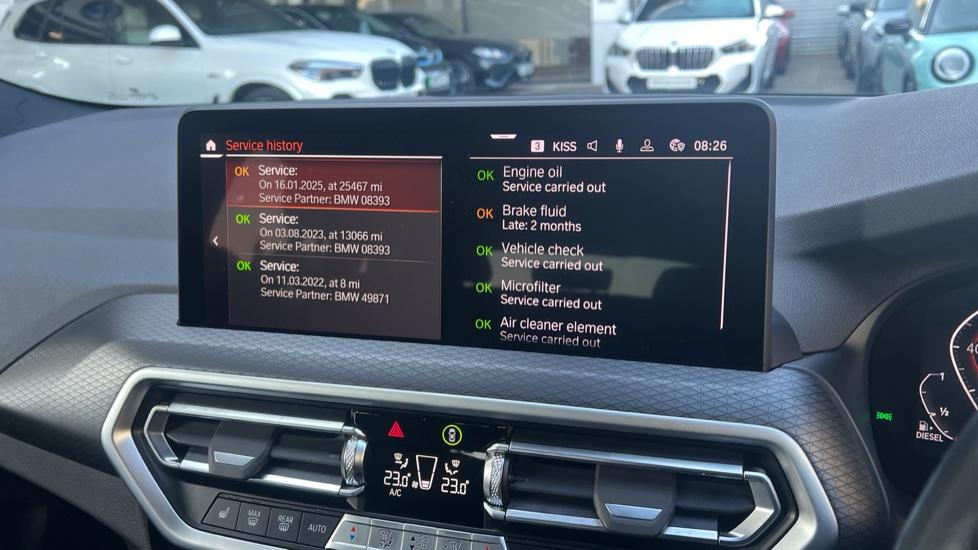 Service history
3 KISS 08:26
OK Service:
On 16.01.2025, at 25467 mi
Service Partner: BMW 08393
OK Service:
On 03.08.2023, at 13066 mi
Service Partner: BMW 08393
OK Service:
On 11.03.2022, at 8 mi
Service Partner: BMW 49871
OK Engine oil
Service carried out
OK Brake fluid
Late: 2 months
OK Vehicle check
Service carried out
OK Microfilter
Service carried out
OK Air cleaner element
Service carried out
40
1
½
DIESEL
23.0° 23.0°
A/C
MAX
REAR
AUTO